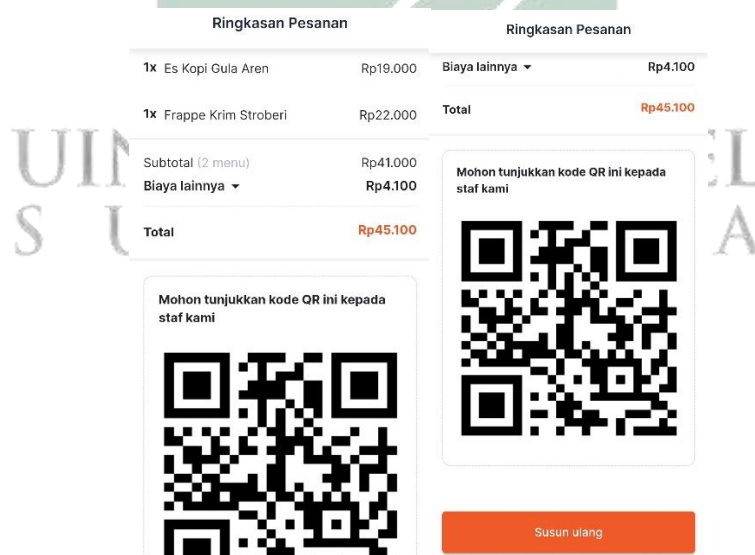 Ringkasan Pesanan
1x Es Kopi Gula Aren Rp19.000
1x Frappe Krim Stroberi Rp22.000
Subtotal (2 menu) Rp41.000
Biaya lainnya Rp4.100
Total Rp45.100
Mohon tunjukkan kode QR ini kepada
staf kami
Ringkasan Pesanan
Biaya lainnya Rp4.100
Total Rp45.100
Mohon tunjukkan kode QR ini kepada
staf kami
Susun ulang
UIN
S U
EL
A